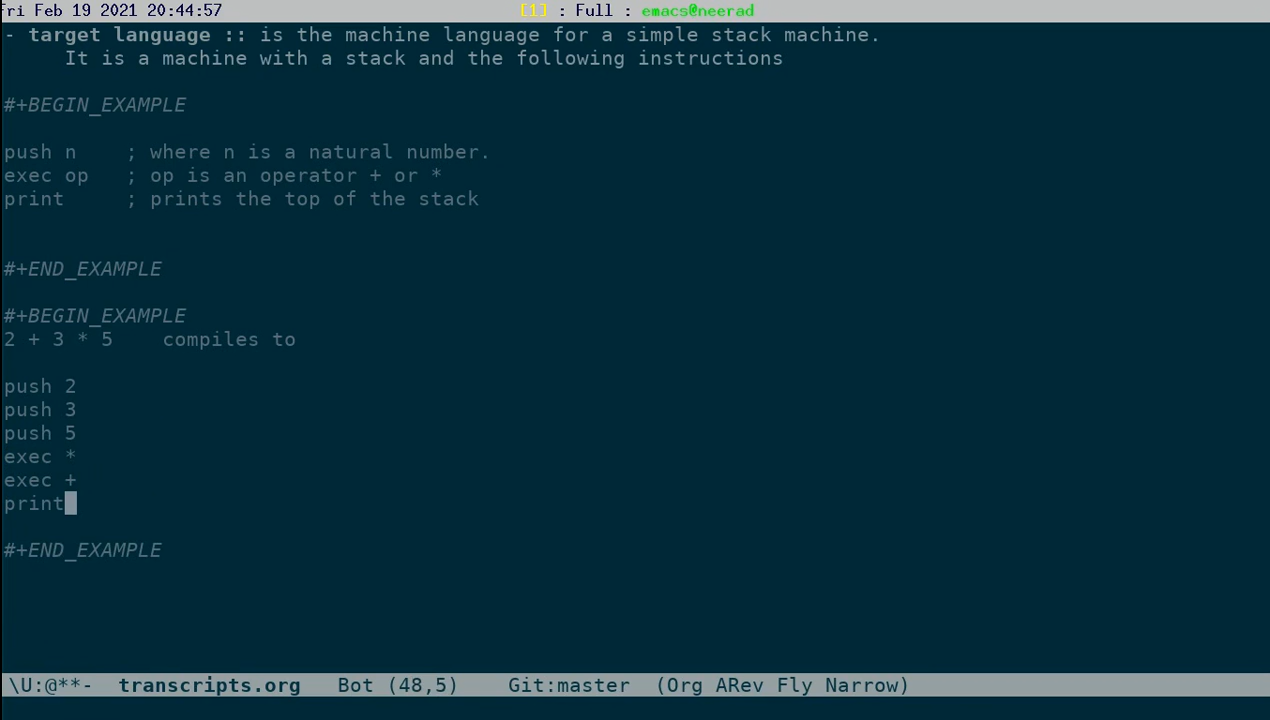 Fri Feb 19 2021 20:44:57 [1] : Full : emacs@neerad
- target language :: is the machine language for a simple stack machine.
It is a machine with a stack and the following instructions
#+BEGIN_EXAMPLE
push n ; where n is a natural number.
exec op ; op is an operator + or *
print ; prints the top of the stack
#+END_EXAMPLE
#+BEGIN_EXAMPLE
2 + 3 * 5 compiles to
push 2
push 3
push 5
exec *
exec +
print
#+END_EXAMPLE
\U:@**- transcripts.org Bot (48,5) Git:master (Org ARev Fly Narrow)